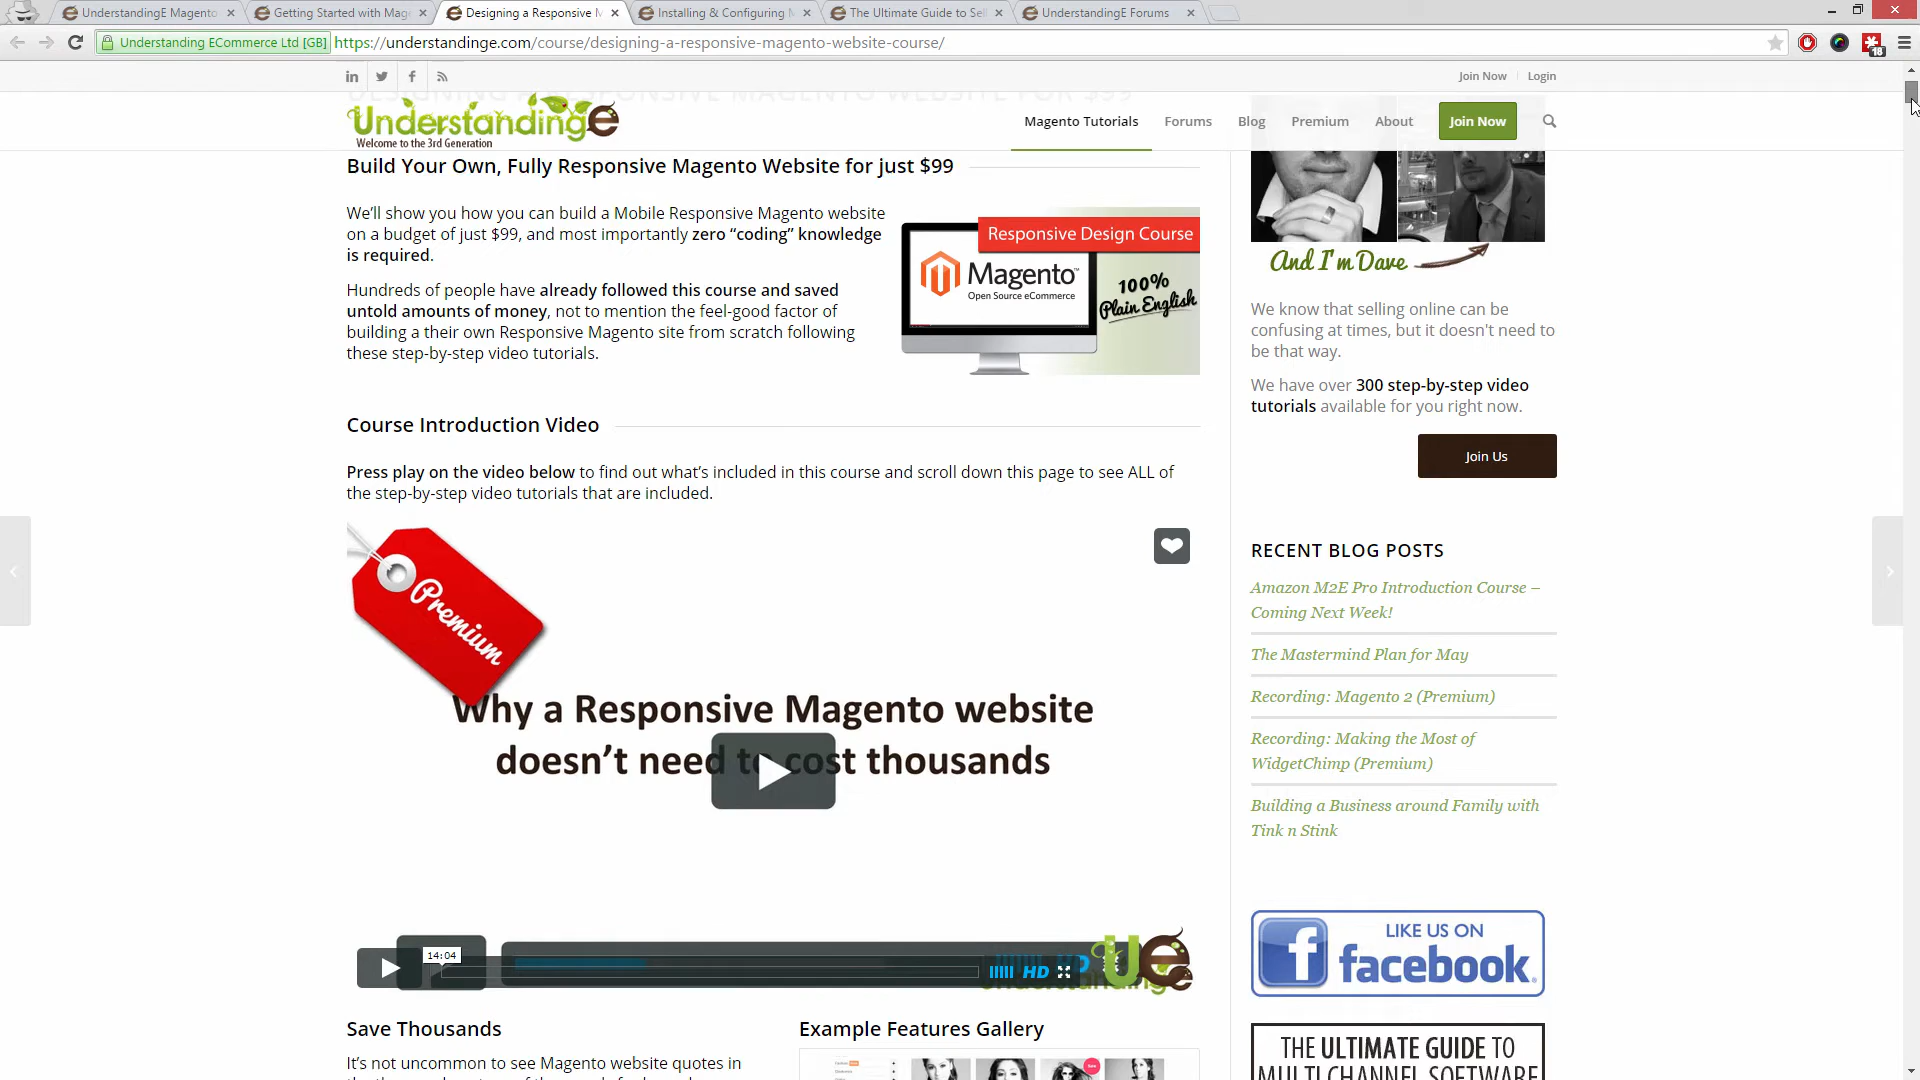 UnderstandingE Magento
Getting Started with Mag
Designing a Responsive M
Installing & Configuring M
The Ultimate Guide to Sel
UnderstandingE Forums
Understanding ECommerce Ltd [GB]
https://understandinge.com/course/designing-a-responsive-magento-website-course/
18
Join Now
Login
DESIGNING A RESPONSIVE MAGENTO WEBSITE FOR $99
UnderstandingE
Welcome to the 3rd Generation
Magento Tutorials
Forums
Blog
Premium
About
Join Now
Build Your Own, Fully Responsive Magento Website for just $99
We'll show you how you can build a Mobile Responsive Magento website
on a budget of just $99, and most importantly zero “coding” knowledge
is required.
Hundreds of people have already followed this course and saved
untold amounts of money, not to mention the feel-good factor of
building a their own Responsive Magento site from scratch following
these step-by-step video tutorials.
Responsive Design Course
Magento™
Open Source eCommerce
100%
Plain English
Course Introduction Video
Press play on the video below to find out what's included in this course and scroll down this page to see ALL of
the step-by-step video tutorials that are included.
Premium
Why a Responsive Magento website
doesn't need to cost thousands
14:04
HD
Ue
Save Thousands
It's not uncommon to see Magento website quotes in
Example Features Gallery
And I'm Dave
We know that selling online can be
confusing at times, but it doesn't need to
be that way.
We have over 300 step-by-step video
tutorials available for you right now.
Join Us
RECENT BLOG POSTS
Amazon M2E Pro Introduction Course –
Coming Next Week!
The Mastermind Plan for May
Recording: Magento 2 (Premium)
Recording: Making the Most of
WidgetChimp (Premium)
Building a Business around Family with
Tink n Stink
LIKE US ON
facebook
THE ULTIMATE GUIDE TO
MULTI CHANNEL SOFTWARE